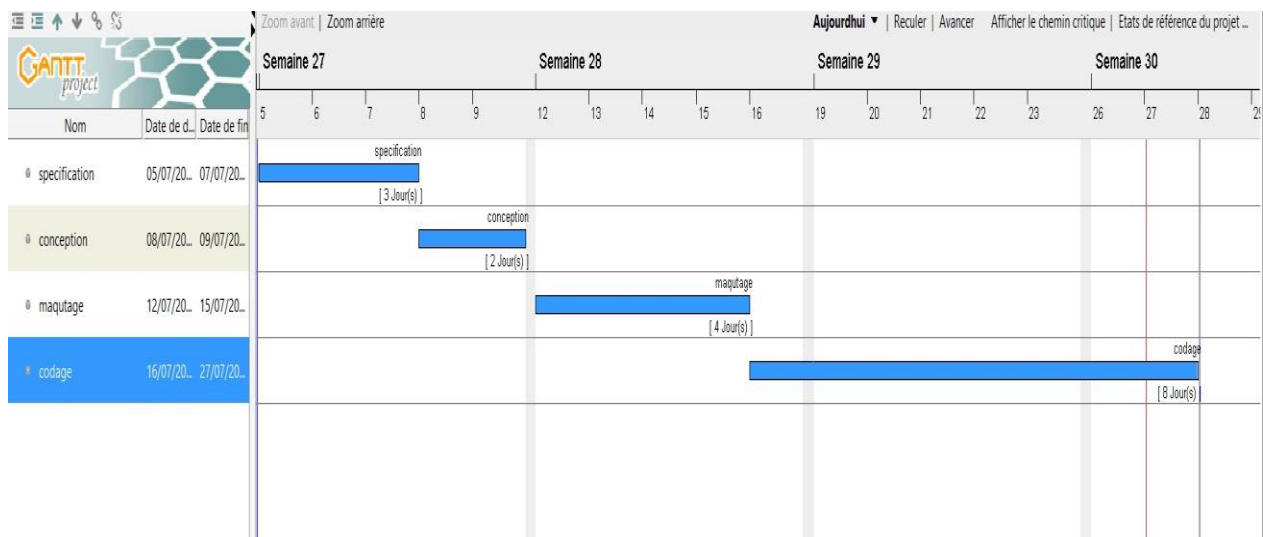 Zoom avant | Zoom arrière
Aujourd'hui ▼ | Reculer | Avancer Afficher le chemin critique | Etats de référence du projet ...
GANTT
project
Semaine 27 Semaine 28 Semaine 29 Semaine 30
5 6 7 8 9 12 13 14 15 16 19 20 21 22 23 26 27 28
Nom Date de d... Date de fin
specification 05/07/20... 07/07/20...
specification
[ 3 Jour(s) ]
conception 08/07/20... 09/07/20...
conception
[ 2 Jour(s) ]
maqutage 12/07/20... 15/07/20...
maqutage
[ 4 Jour(s) ]
codage 16/07/20... 27/07/20...
codage
[ 8 Jour(s) ]